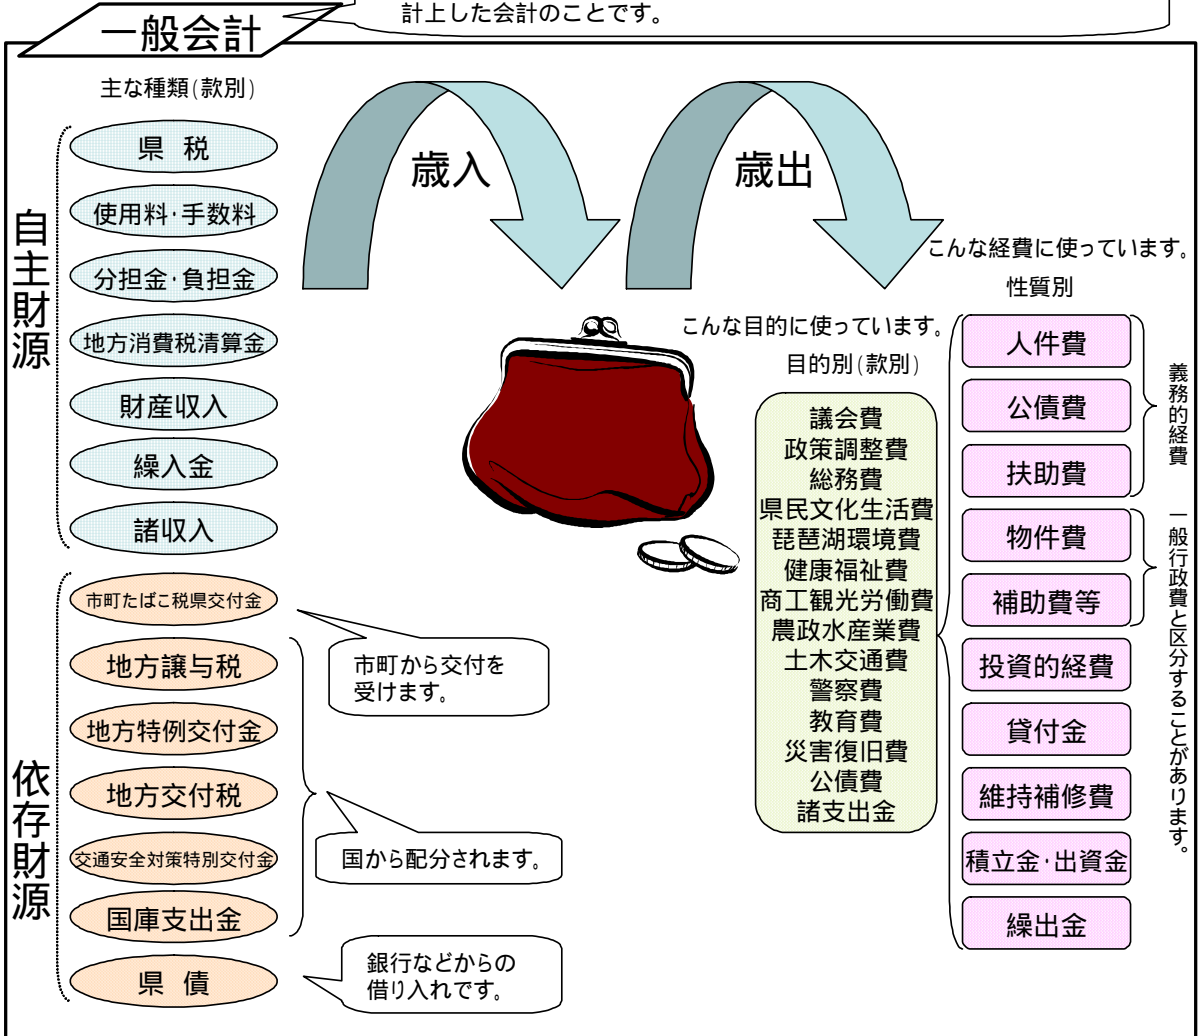 計上した会計のことです。
一般会計
主な種類(款別)
自主財源
県 税
使用料・手数料
分担金・負担金
地方消費税清算金
財産収入
繰入金
諸収入
依存財源
市町たばこ税県交付金
地方譲与税
地方特例交付金
地方交付税
交通安全対策特別交付金
国庫支出金
県 債
市町から交付を
受けます。
国から配分されます。
銀行などからの
借り入れです。
歳入
歳出
こんな目的に使っています。
目的別(款別)
議会費
政策調整費
総務費
県民文化生活費
琵琶湖環境費
健康福祉費
商工観光労働費
農政水産業費
土木交通費
警察費
教育費
災害復旧費
公債費
諸支出金
こんな経費に使っています。
性質別
人件費
公債費
扶助費
物件費
補助費等
投資的経費
貸付金
維持補修費
積立金・出資金
繰出金
義務的経費
一般行政費と区分することがあります。